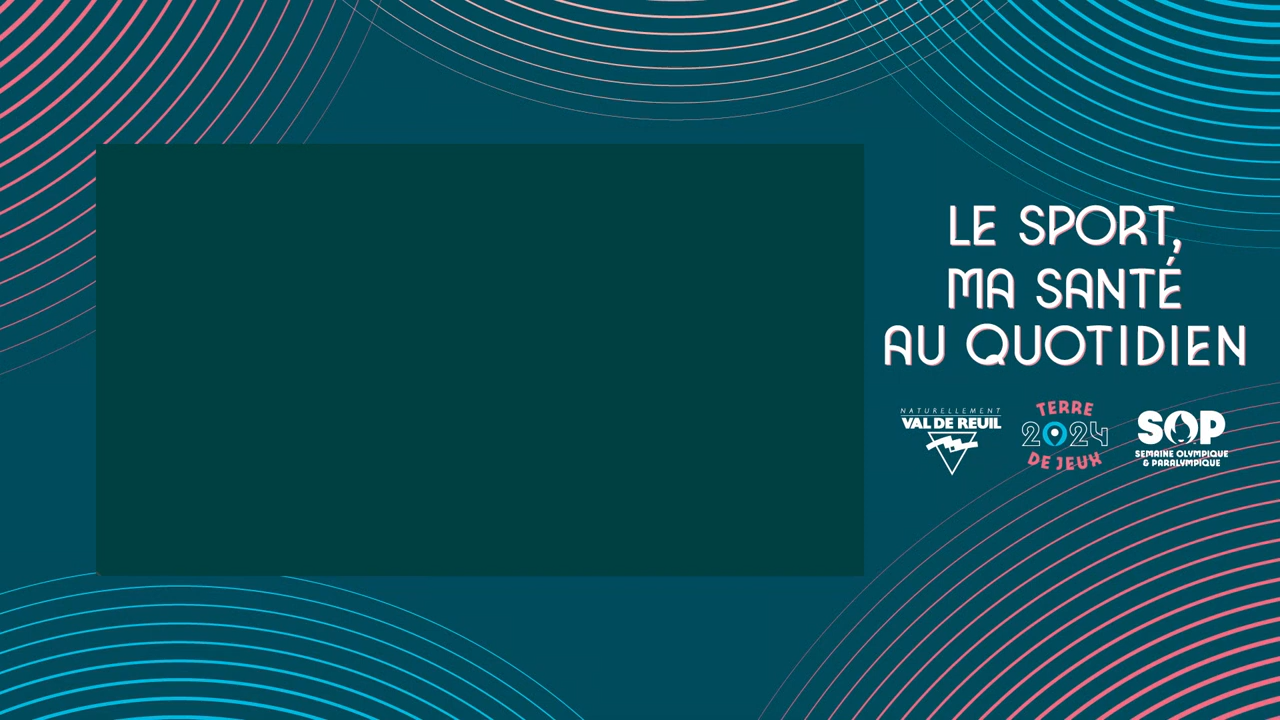 LE SPORT,
MA SANTÉ
AU QUOTIDIEN
NATURELLEMENT
VAL DE REUIL
TERRE
2024
DE JEUX
SOP
SEMAINE OLYMPIQUE
& PARALYMPIQUE